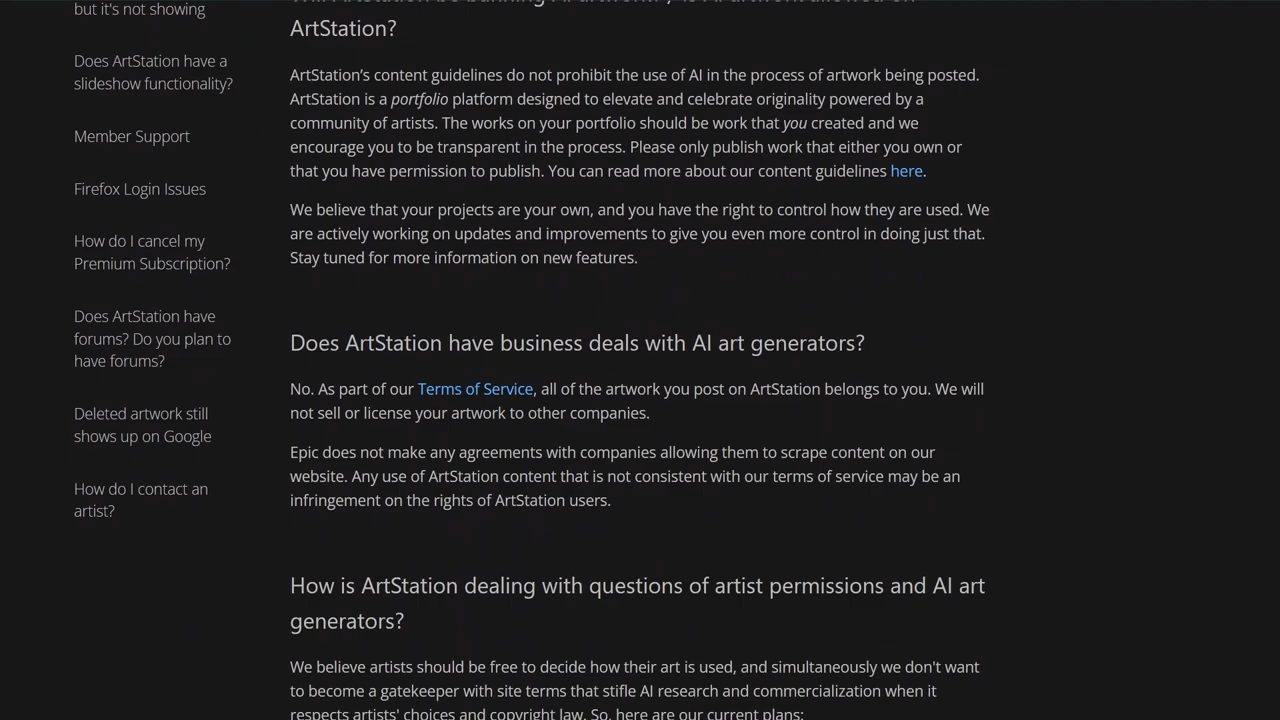 but it's not showing
Does ArtStation have a
slideshow functionality?
Member Support
Firefox Login Issues
How do I cancel my
Premium Subscription?
Does ArtStation have
forums? Do you plan to
have forums?
Deleted artwork still
shows up on Google
How do I contact an
artist?
ArtStation?
ArtStation’s content guidelines do not prohibit the use of AI in the process of artwork being posted.
ArtStation is a portfolio platform designed to elevate and celebrate originality powered by a
community of artists. The works on your portfolio should be work that you created and we
encourage you to be transparent in the process. Please only publish work that either you own or
that you have permission to publish. You can read more about our content guidelines here.
We believe that your projects are your own, and you have the right to control how they are used. We
are actively working on updates and improvements to give you even more control in doing just that.
Stay tuned for more information on new features.
Does ArtStation have business deals with AI art generators?
No. As part of our Terms of Service, all of the artwork you post on ArtStation belongs to you. We will
not sell or license your artwork to other companies.
Epic does not make any agreements with companies allowing them to scrape content on our
website. Any use of ArtStation content that is not consistent with our terms of service may be an
infringement on the rights of ArtStation users.
How is ArtStation dealing with questions of artist permissions and AI art
generators?
We believe artists should be free to decide how their art is used, and simultaneously we don't want
to become a gatekeeper with site terms that stifle AI research and commercialization when it
respects artists' choices and copyright law. So, here are our current plans: